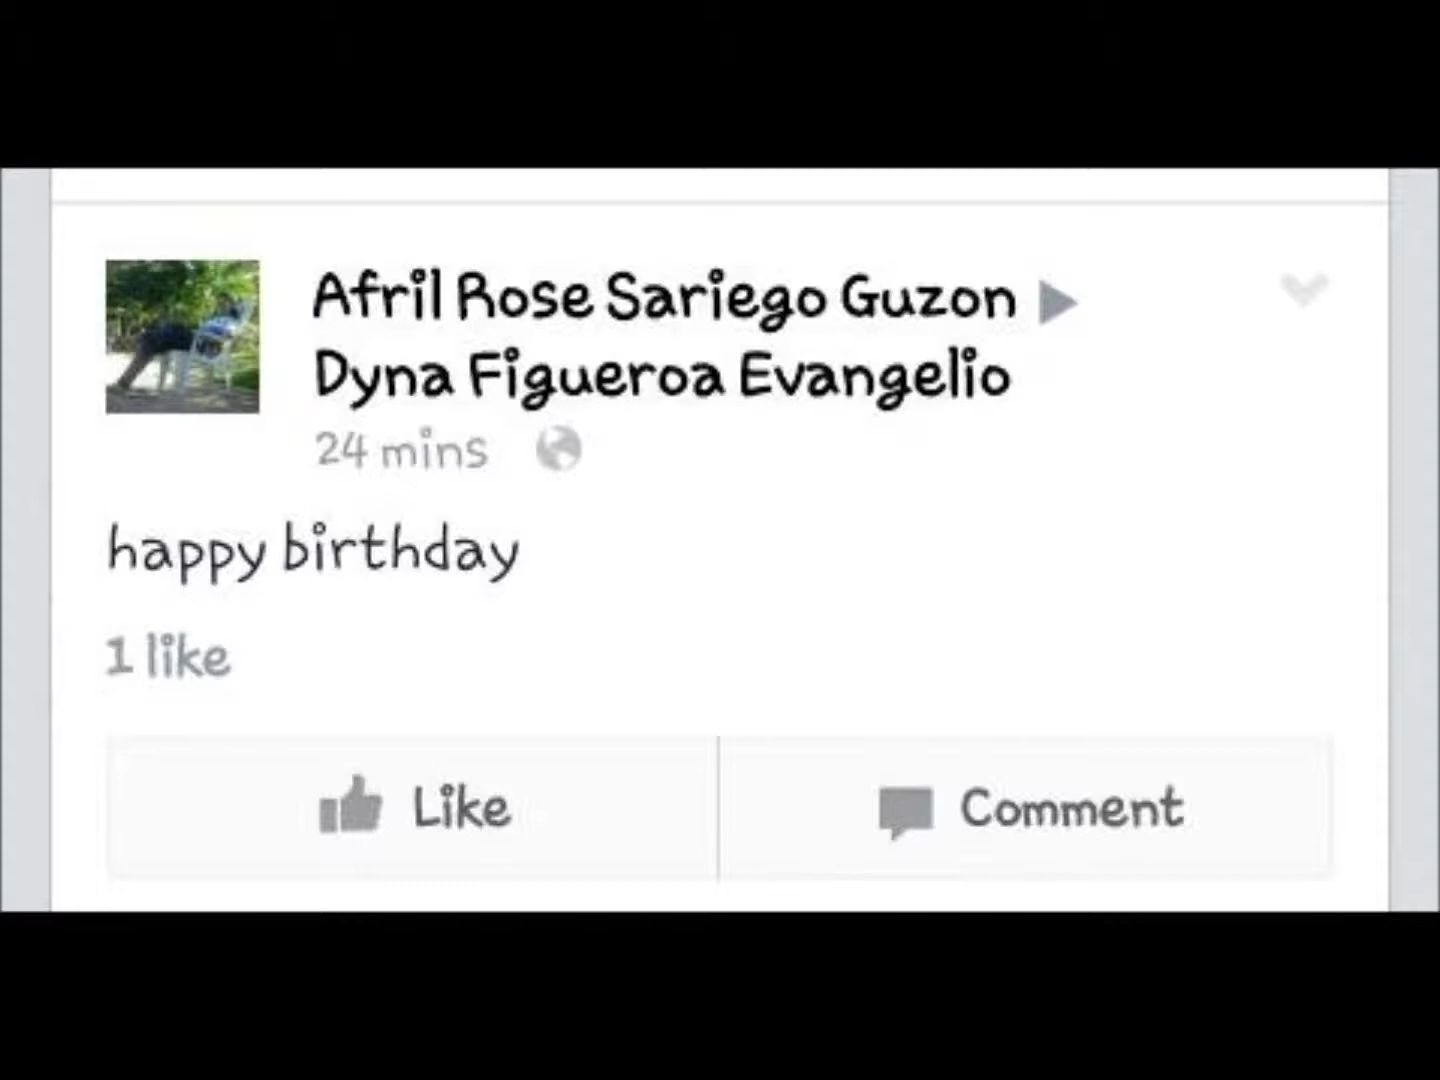 Afril Rose Sariego Guzon
Dyna Figueroa Evangelio
24 mins
happy birthday
1 like
Like
Comment